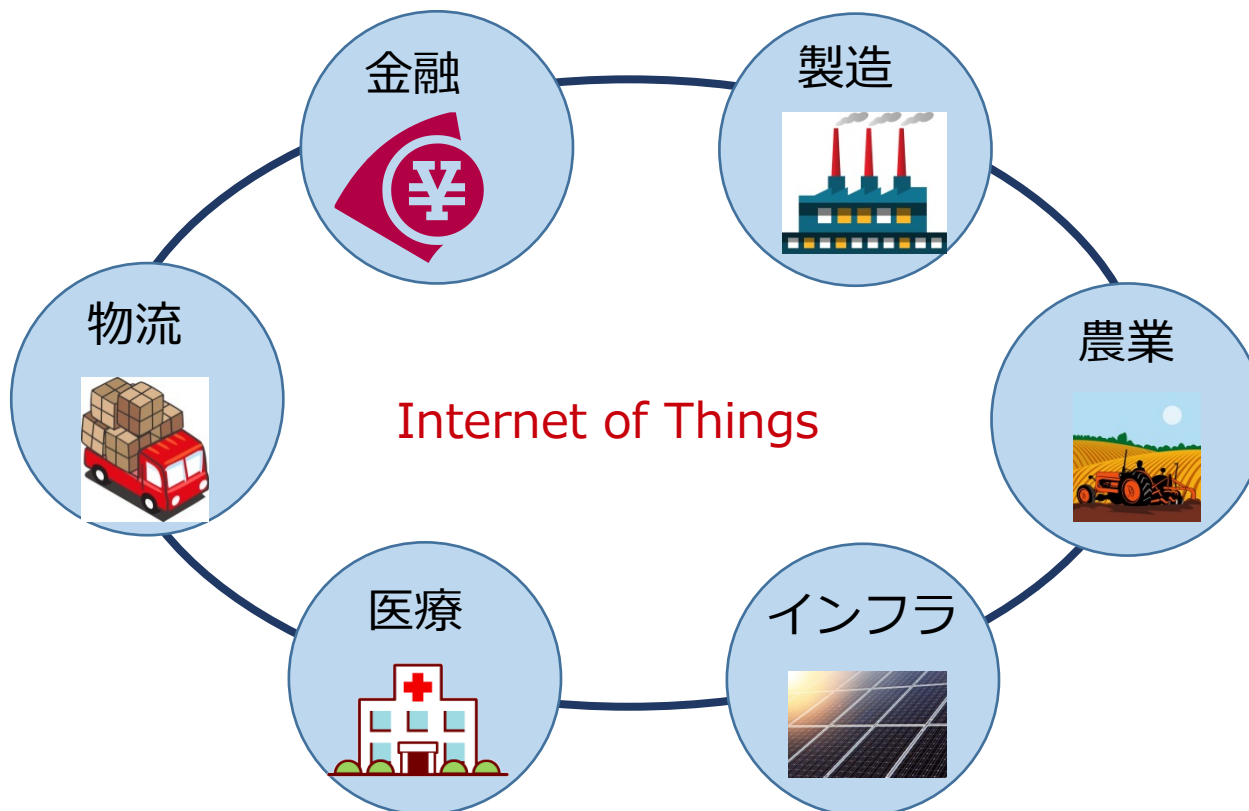 金融
製造
物流
農業
Internet of Things
医療
インフラ